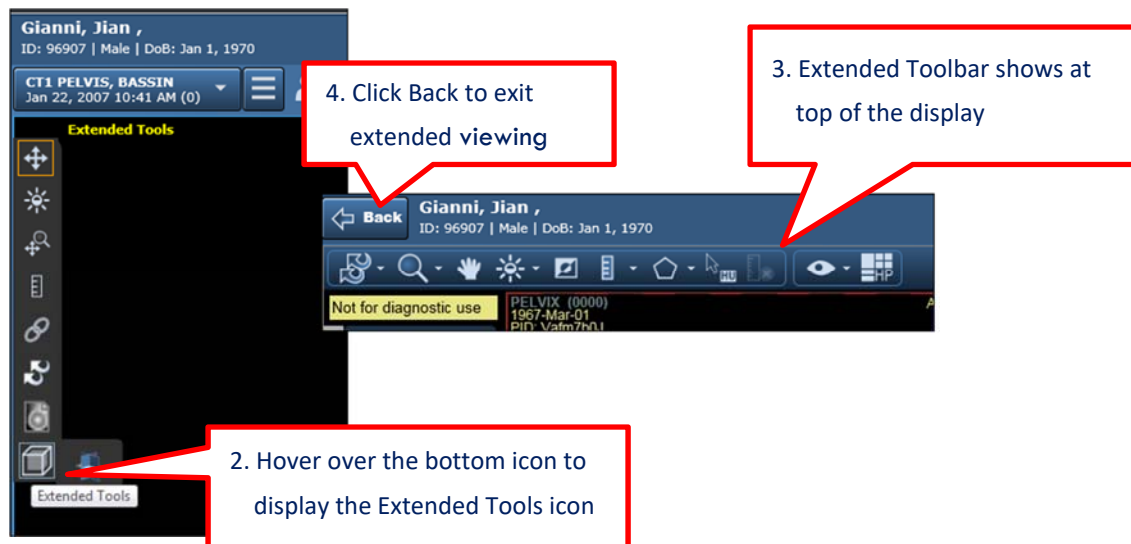 Gianni, Jian ,
ID: 96907 | Male | DoB: Jan 1, 1970
CT1 PELVIS, BASSIN
Jan 22, 2007 10:41 AM (0)
Extended Tools
Extended Tools
4. Click Back to exit
extended viewing
3. Extended Toolbar shows at
top of the display
Back
Gianni, Jian ,
ID: 96907 | Male | DoB: Jan 1, 1970
HU
HP
Not for diagnostic use
PELVIX (0000)
1967-Mar-01
PID: Vafm7b0J
A
2. Hover over the bottom icon to
display the Extended Tools icon